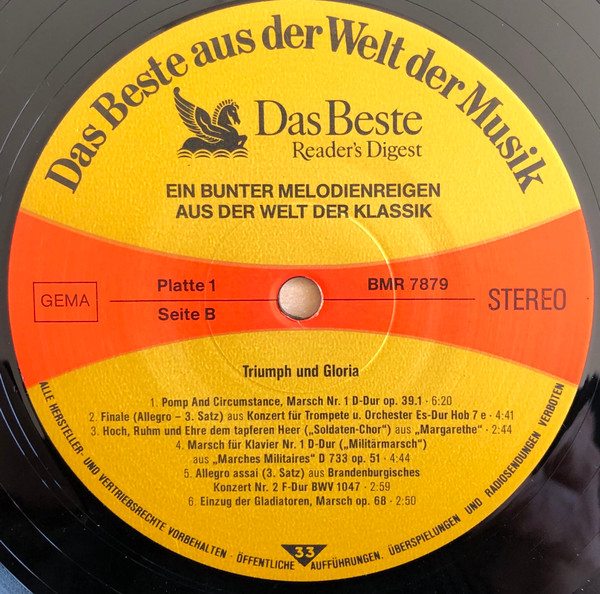 Das Beste aus der Welt der Musik
Das Beste
Reader's Digest
EIN BUNTER MELODIENREIGEN
AUS DER WELT DER KLASSIK
GEMA
Platte 1
Seite B
BMR 7879
STEREO
Triumph und Gloria
1. Pomp And Circumstance, Marsch Nr. 1 D-Dur op. 39.1 · 6:20
2. Finale (Allegro – 3. Satz) aus Konzert für Trompete u. Orchester Es-Dur Hob 7 e · 4:41
3. Hoch, Ruhm und Ehre dem tapferen Heer („Soldaten-Chor") aus „Margarethe" · 2:44
4. Marsch für Klavier Nr. 1 D-Dur („Militärmarsch")
aus „Marches Militaires" D 733 op. 51 · 4:44
5. Allegro assai (3. Satz) aus Brandenburgisches
Konzert Nr. 2 F-Dur BWV 1047 · 2:59
6. Einzug der Gladiatoren, Marsch op. 68 · 2:50
ALLE HERSTELLER- UND VERTRIEBSRECHTE VORBEHALTEN · ÖFFENTLICHE AUFFÜHRUNGEN, ÜBERSPIELUNGEN UND RADIOSENDUNGEN VERBOTEN
33